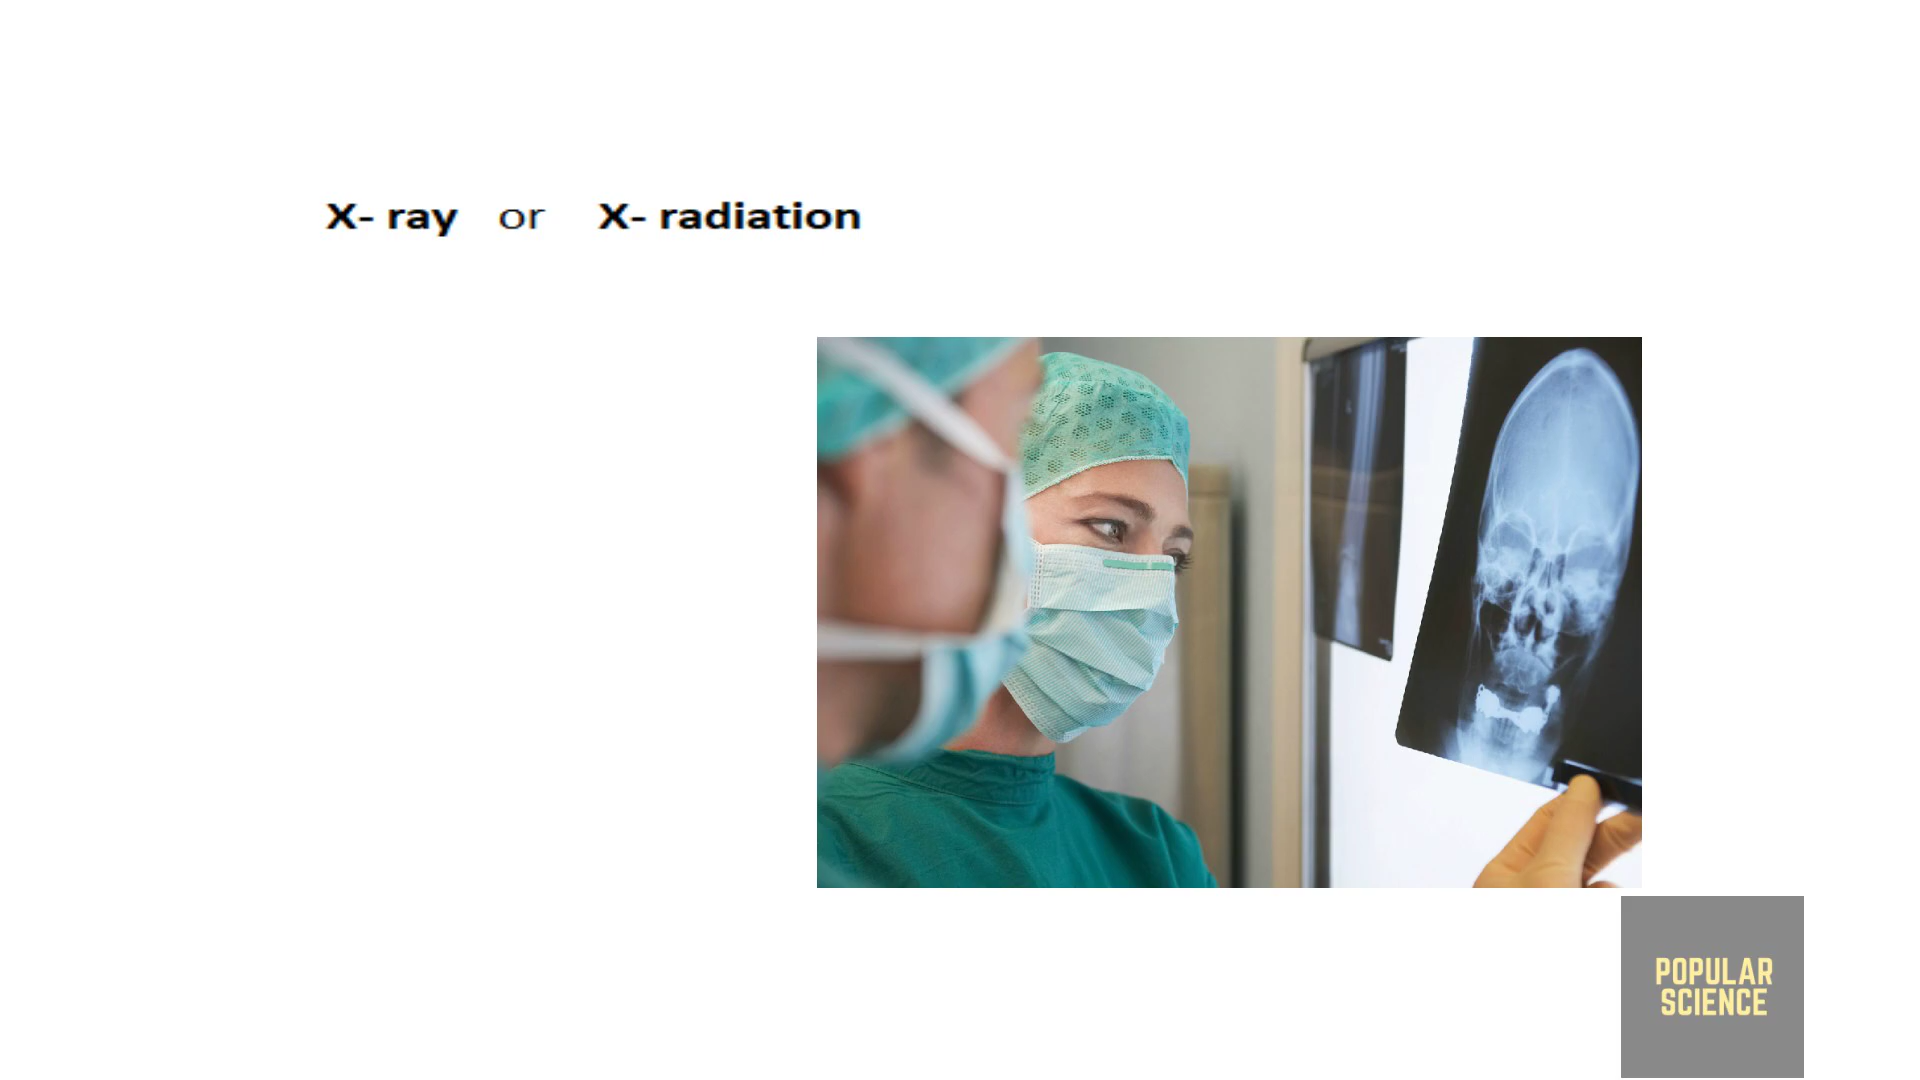 X- ray or X- radiation
POPULAR
SCIENCE